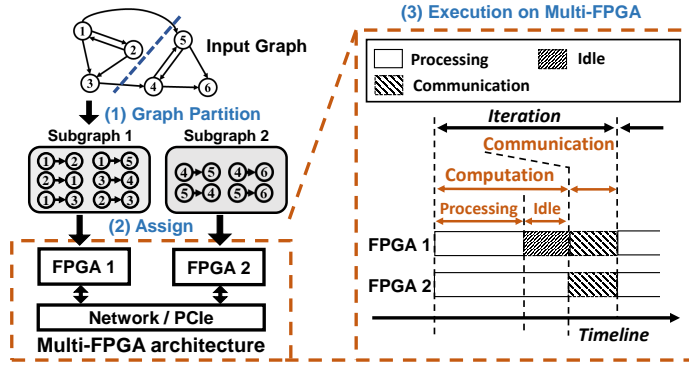 (3) Execution on Multi-FPGA
1
2
3
4
5
6
Input Graph
(1) Graph Partition
Subgraph 1
Subgraph 2
1 2 1 5
2 1 2 3
1 3 3 4
4 5 4 6
5 4 5 6
(2) Assign
FPGA 1
FPGA 2
Network / PCIe
Multi-FPGA architecture
Processing
Idle
Communication
Iteration
Communication
Computation
Processing
Idle
FPGA 1
FPGA 2
Timeline